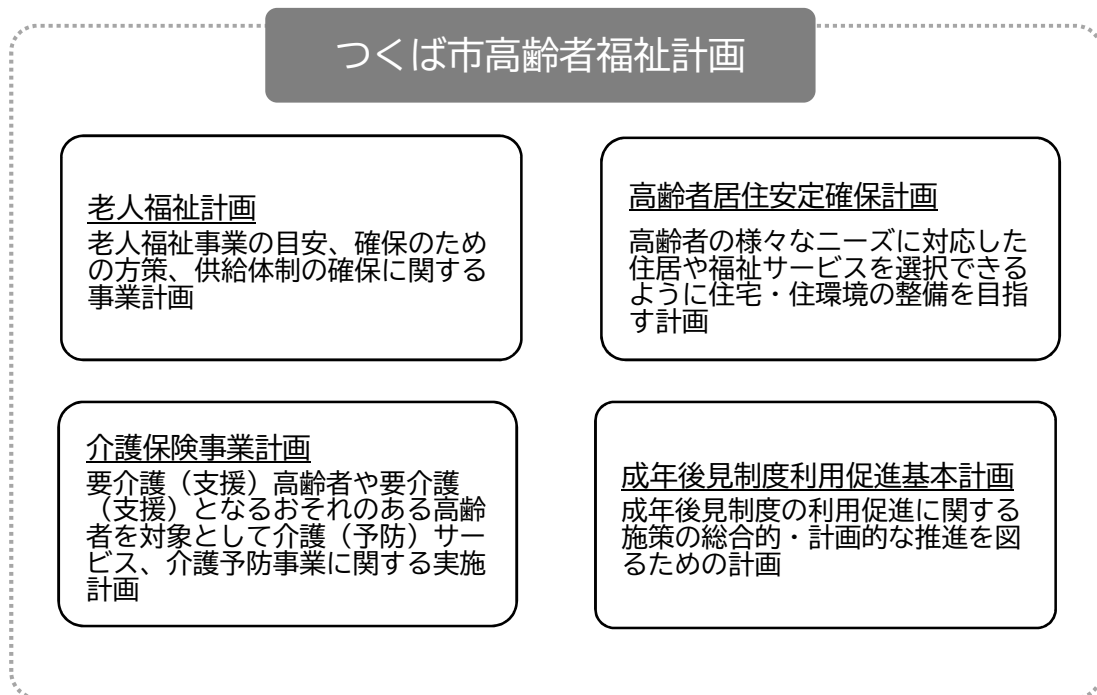 つくば市高齢者福祉計画
老人福祉計画
老人福祉事業の目安、確保のため
の方策、供給体制の確保に関する
事業計画
高齢者居住安定確保計画
高齢者の様々なニーズに対応した
住居や福祉サービスを選択できる
ように住宅・住環境の整備を目指
す計画
介護保険事業計画
要介護（支援）高齢者や要介護
（支援）となるおそれのある高齢
者を対象として介護（予防）サー
ビス、介護予防事業に関する実施
計画
成年後見制度利用促進基本計画
成年後見制度の利用促進に関する
施策の総合的・計画的な推進を図
るための計画